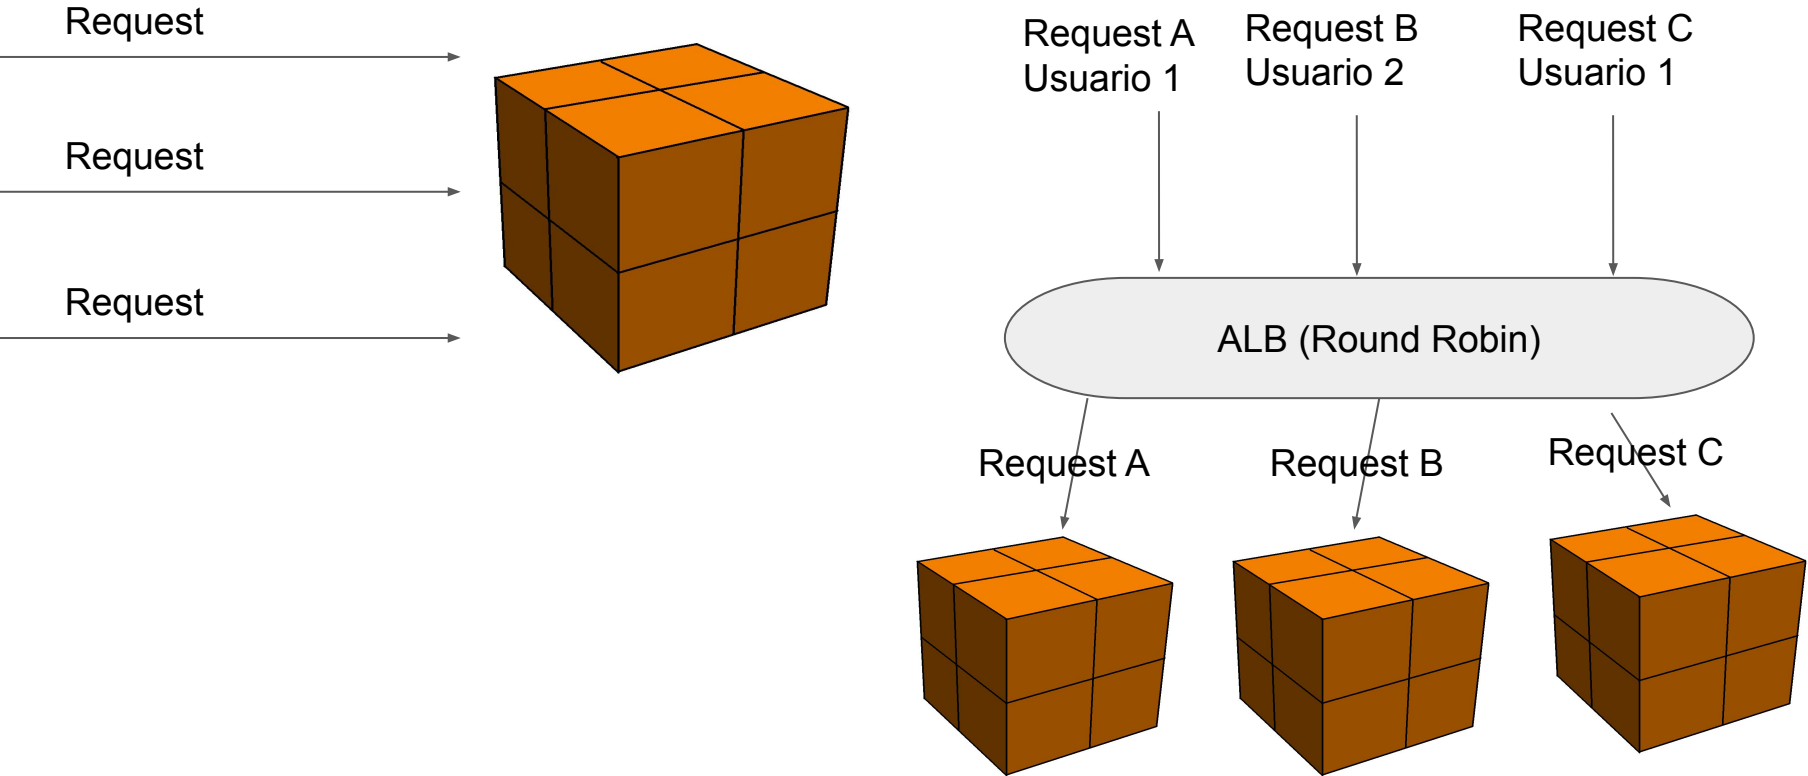 Request
Request
Request
Request A
Usuario 1
Request B
Usuario 2
Request C
Usuario 1
ALB (Round Robin)
Request A
Request B
Request C